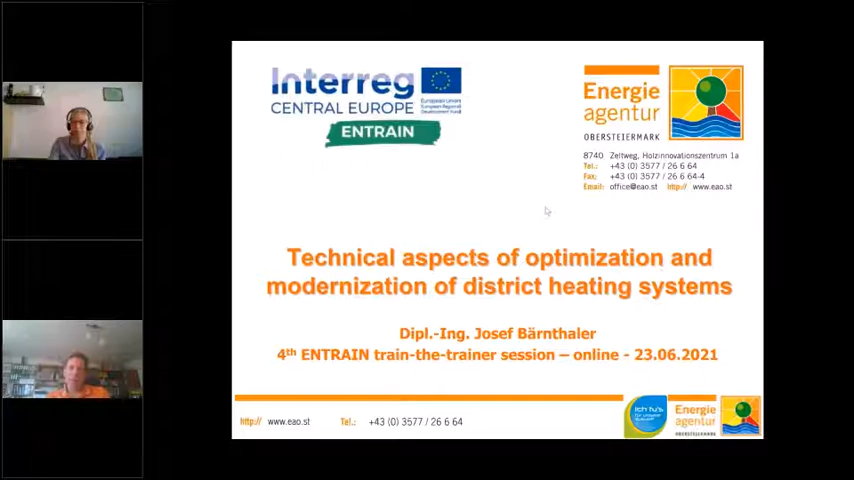 Interreg
CENTRAL EUROPE
European Union
European Regional
Development Fund
ENTRAIN
Energie
agentur
OBERSTEIERMARK
8740 Zeltweg, Holzinnovationszentrum 1a
Tel.: +43 (0) 3577 / 26 6 64
Fax: +43 (0) 3577 / 26 6 64-4
Email: office@eao.st http:// www.eao.st
Technical aspects of optimization and
modernization of district heating systems
Dipl.-Ing. Josef Bärnthaler
4th ENTRAIN train-the-trainer session – online - 23.06.2021
http:// www.eao.st Tel.: +43 (0) 3577 / 26 6 64
ich tu's
Energie
agentur
OBERSTEIERMARK